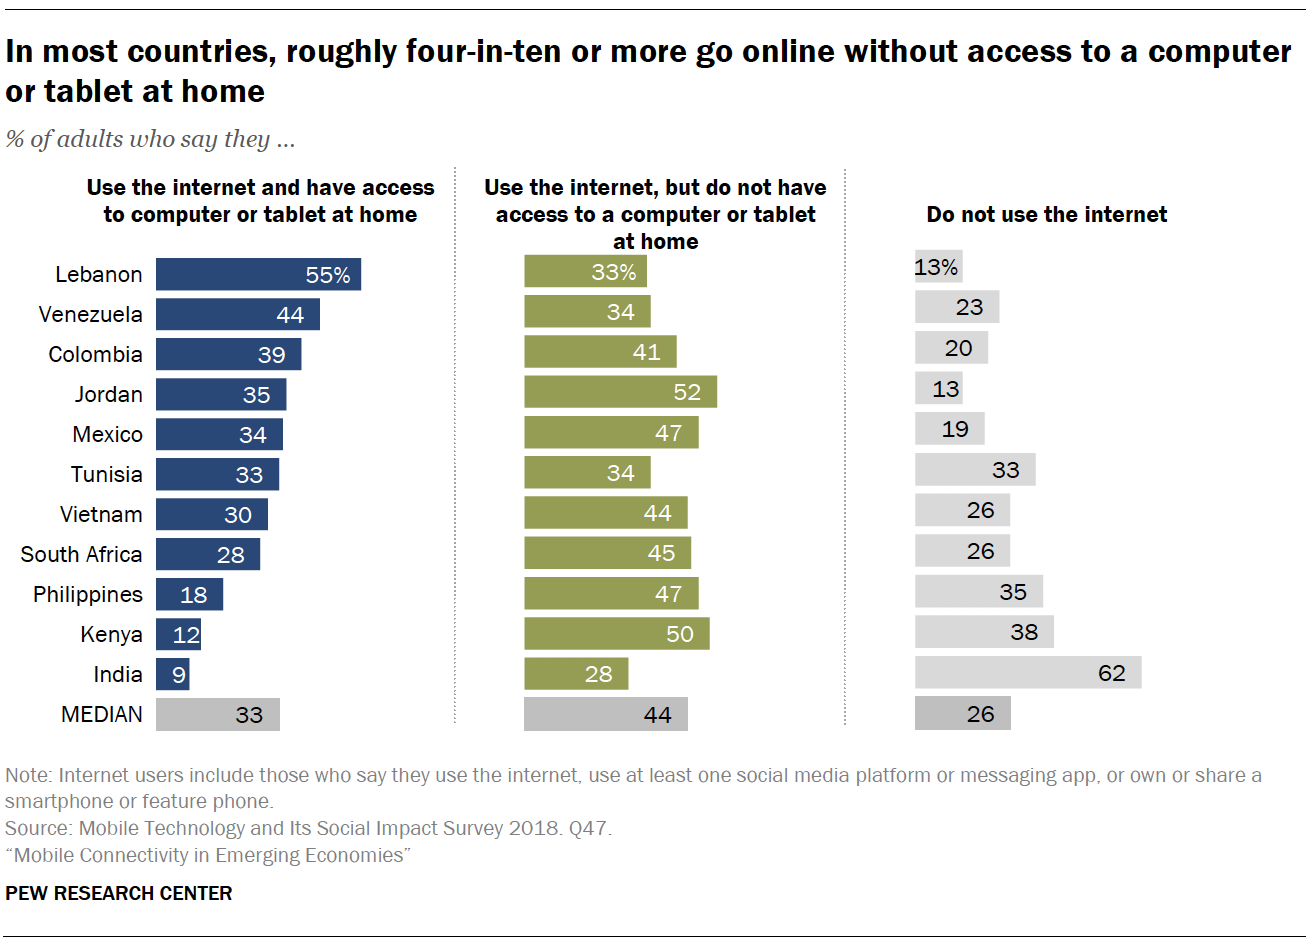 In most countries, roughly four-in-ten or more go online without access to a computer
or tablet at home
% of adults who say they ...
Use the internet and have access
to computer or tablet at home
Use the internet, but do not have
access to a computer or tablet
at home
Do not use the internet
Lebanon 55% 33% 13%
Venezuela 44 34 23
Colombia 39 41 20
Jordan 35 52 13
Mexico 34 47 19
Tunisia 33 34 33
Vietnam 30 44 26
South Africa 28 45 26
Philippines 18 47 35
Kenya 12 50 38
India 9 28 62
MEDIAN 33 44 26
Note: Internet users include those who say they use the internet, use at least one social media platform or messaging app, or own or share a
smartphone or feature phone.
Source: Mobile Technology and Its Social Impact Survey 2018. Q47.
“Mobile Connectivity in Emerging Economies”
PEW RESEARCH CENTER